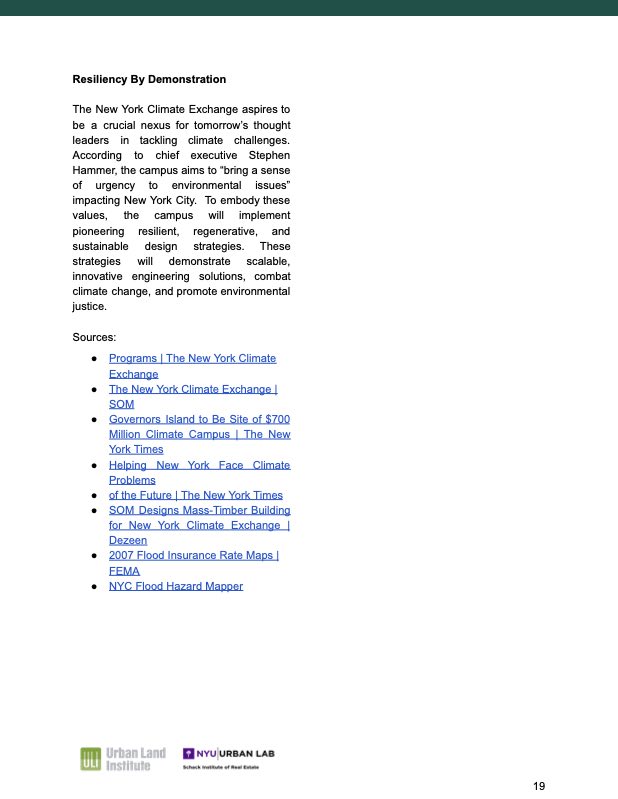 Resiliency By Demonstration
The New York Climate Exchange aspires to
be a crucial nexus for tomorrow's thought
leaders in tackling climate challenges.
According to chief executive Stephen
Hammer, the campus aims to “bring a sense
of urgency to environmental issues”
impacting New York City.  To embody these
values, the campus will implement
pioneering resilient, regenerative, and
sustainable design strategies. These
strategies will demonstrate scalable,
innovative engineering solutions, combat
climate change, and promote environmental
justice.
Sources:
● Programs | The New York Climate
Exchange
● The New York Climate Exchange |
SOM
● Governors Island to Be Site of $700
Million Climate Campus | The New
York Times
● Helping New York Face Climate
Problems
● of the Future | The New York Times
● SOM Designs Mass-Timber Building
for New York Climate Exchange |
Dezeen
● 2007 Flood Insurance Rate Maps |
FEMA
● NYC Flood Hazard Mapper
ULI Urban Land
Institute
NYU URBAN LAB
Schack Institute of Real Estate
19